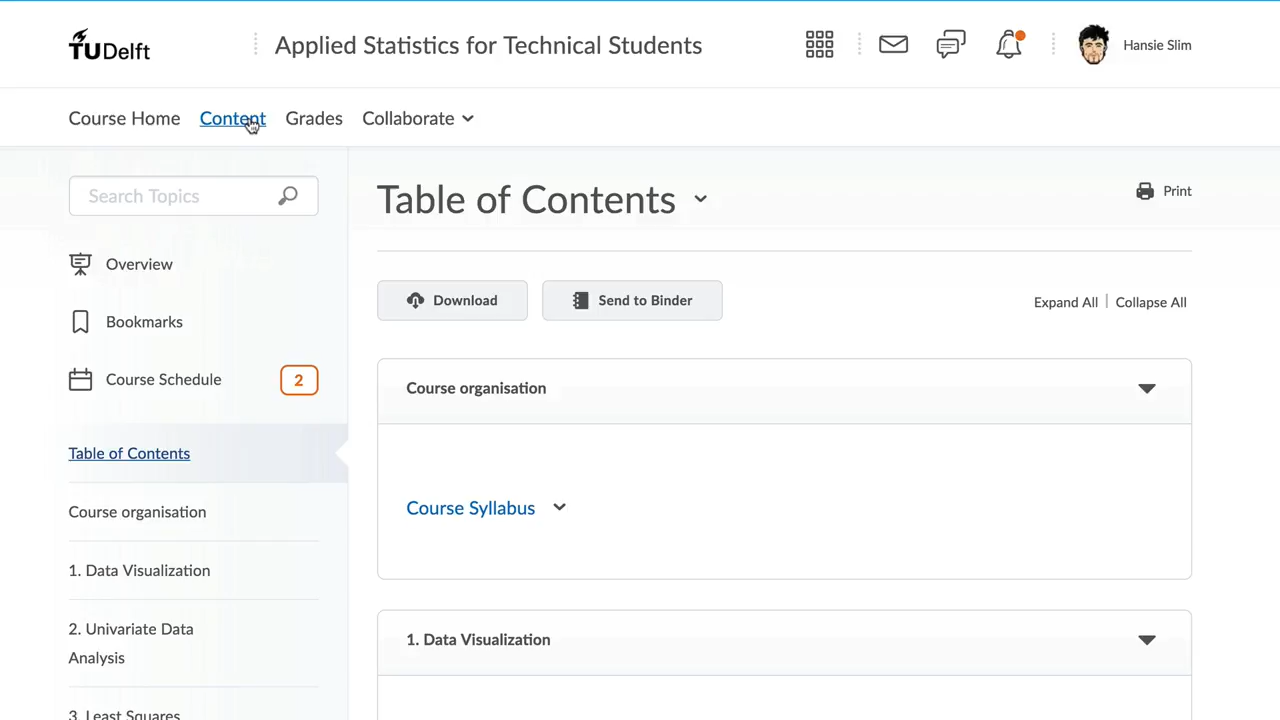 TUDelft
Applied Statistics for Technical Students
Hansie Slim
Course Home Content Grades Collaborate
Search Topics
Table of Contents
Print
Overview
Download Send to Binder Expand All Collapse All
Bookmarks
Course Schedule 2
Course organisation
Table of Contents
Course organisation
Course Syllabus
1. Data Visualization
2. Univariate Data
Analysis
1. Data Visualization
3. Least Squares